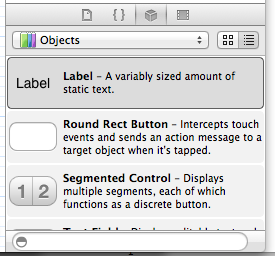 { }
Objects
Label
Label – A variably sized amount of
static text.
Round Rect Button – Intercepts touch
events and sends an action message to a
target object when it's tapped.
1 2
Segmented Control – Displays
multiple segments, each of which
functions as a discrete button.